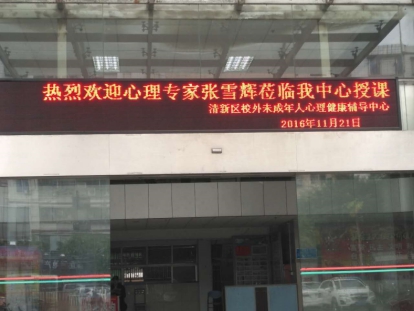 热烈欢迎心理专家张雪辉莅临我中心授课
清新区校外未成年人心理健康辅导中心
2016年11月21日